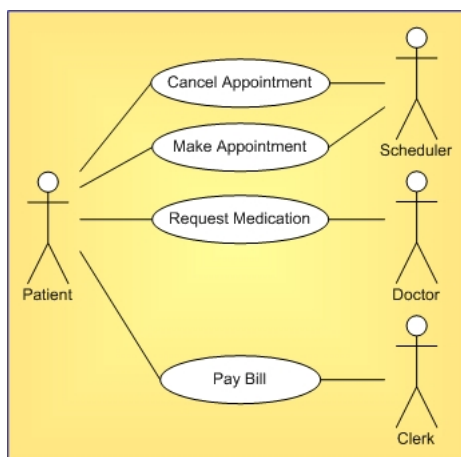 Cancel Appointment
Make Appointment
Scheduler
Request Medication
Patient
Doctor
Pay Bill
Clerk